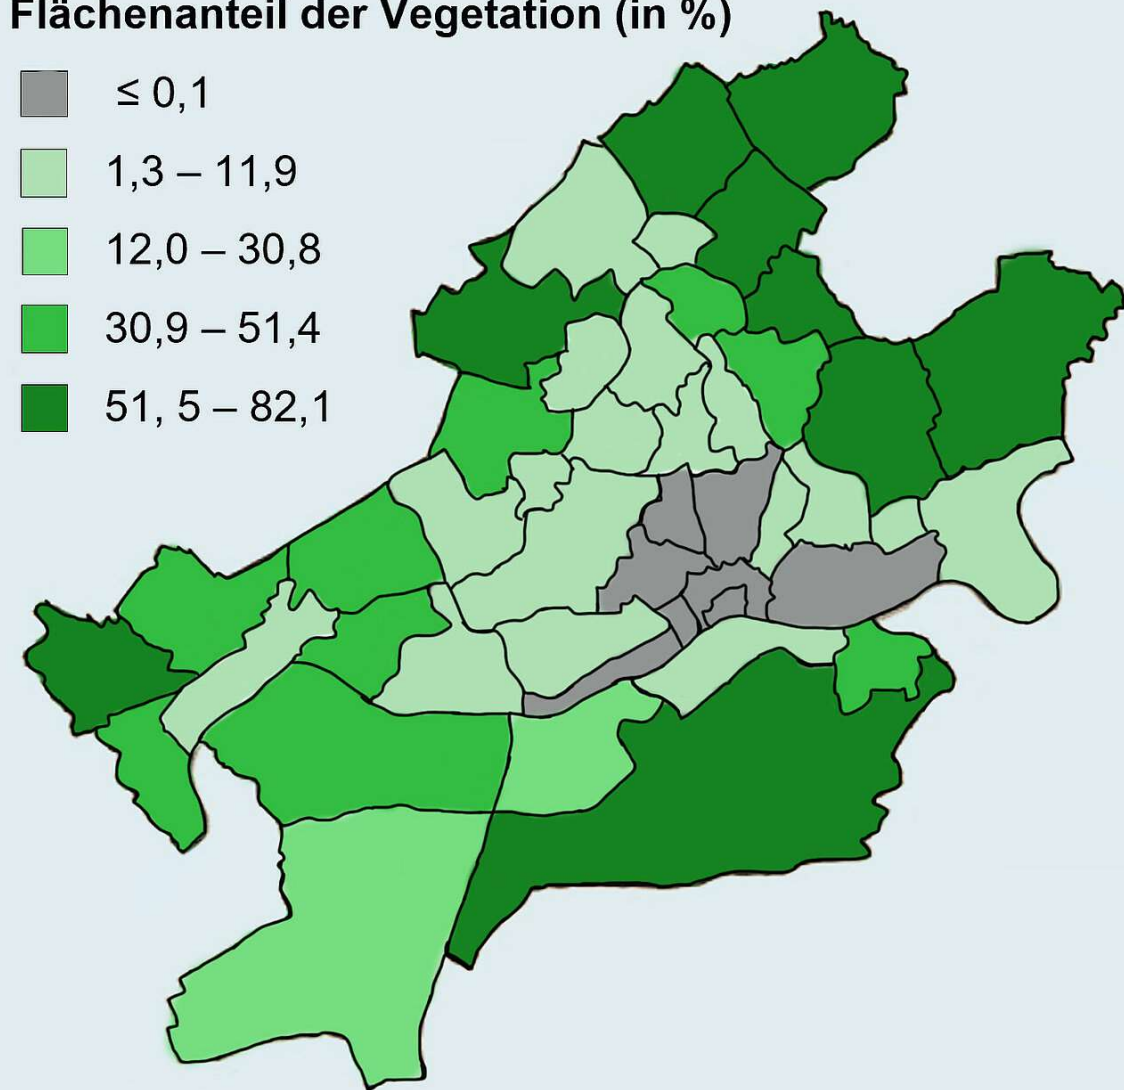 Flächenanteil der Vegetation (in %)
≤ 0,1
1,3 – 11,9
12,0 – 30,8
30,9 – 51,4
51, 5 – 82,1